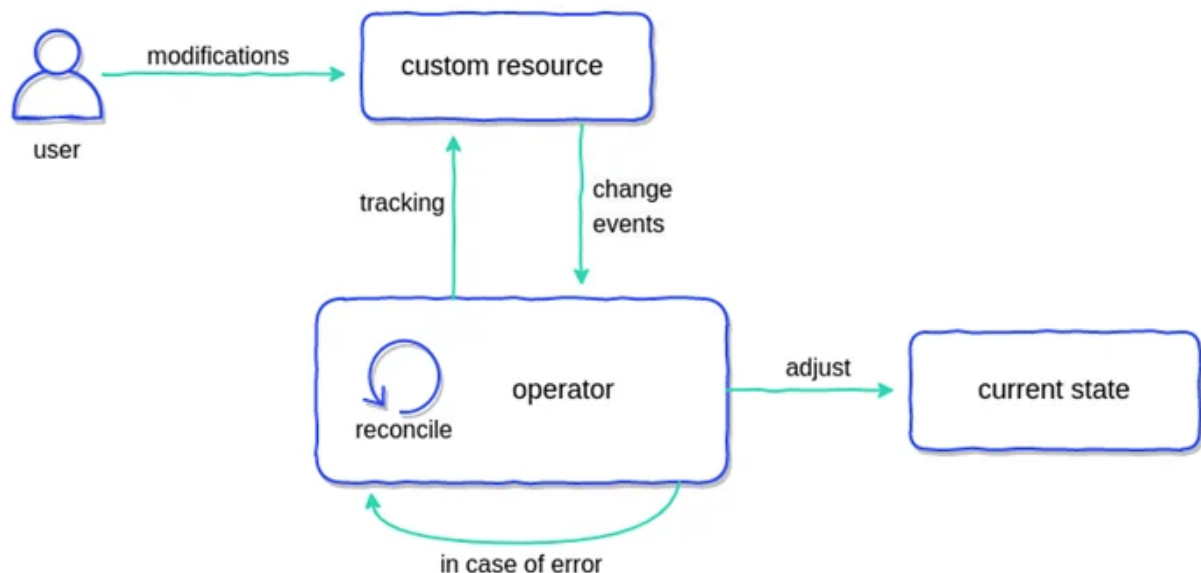 modifications
custom resource
user
tracking
change
events
reconcile
operator
adjust
current state
in case of error